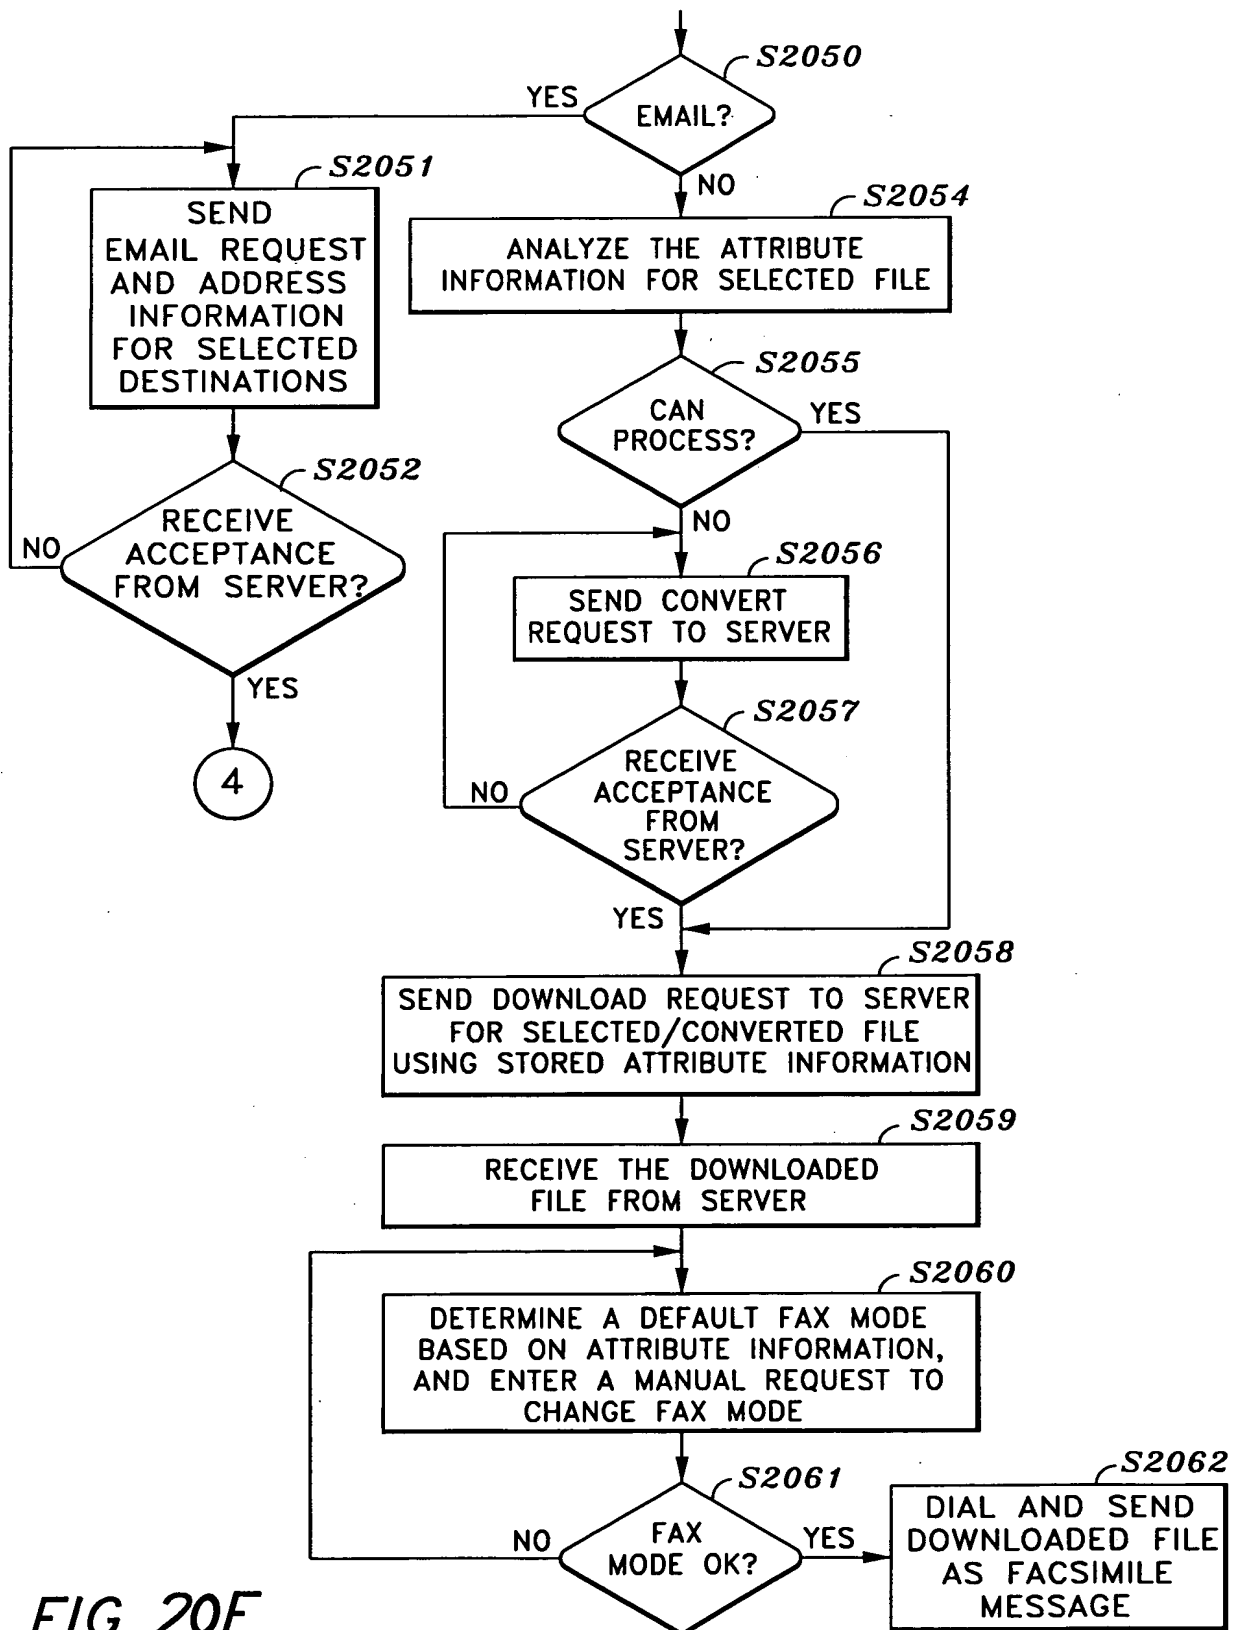 S2050
EMAIL?
YES
NO
S2051
SEND
EMAIL REQUEST
AND ADDRESS
INFORMATION
FOR SELECTED
DESTINATIONS
S2052
RECEIVE
ACCEPTANCE
FROM SERVER?
NO
YES
4
S2054
ANALYZE THE ATTRIBUTE
INFORMATION FOR SELECTED FILE
S2055
CAN
PROCESS?
YES
NO
S2056
SEND CONVERT
REQUEST TO SERVER
S2057
RECEIVE
ACCEPTANCE
FROM
SERVER?
NO
YES
S2058
SEND DOWNLOAD REQUEST TO SERVER
FOR SELECTED/CONVERTED FILE
USING STORED ATTRIBUTE INFORMATION
S2059
RECEIVE THE DOWNLOADED
FILE FROM SERVER
S2060
DETERMINE A DEFAULT FAX MODE
BASED ON ATTRIBUTE INFORMATION,
AND ENTER A MANUAL REQUEST TO
CHANGE FAX MODE
S2061
FAX
MODE OK?
NO
YES
S2062
DIAL AND SEND
DOWNLOADED FILE
AS FACSIMILE
MESSAGE
FIG. 20F